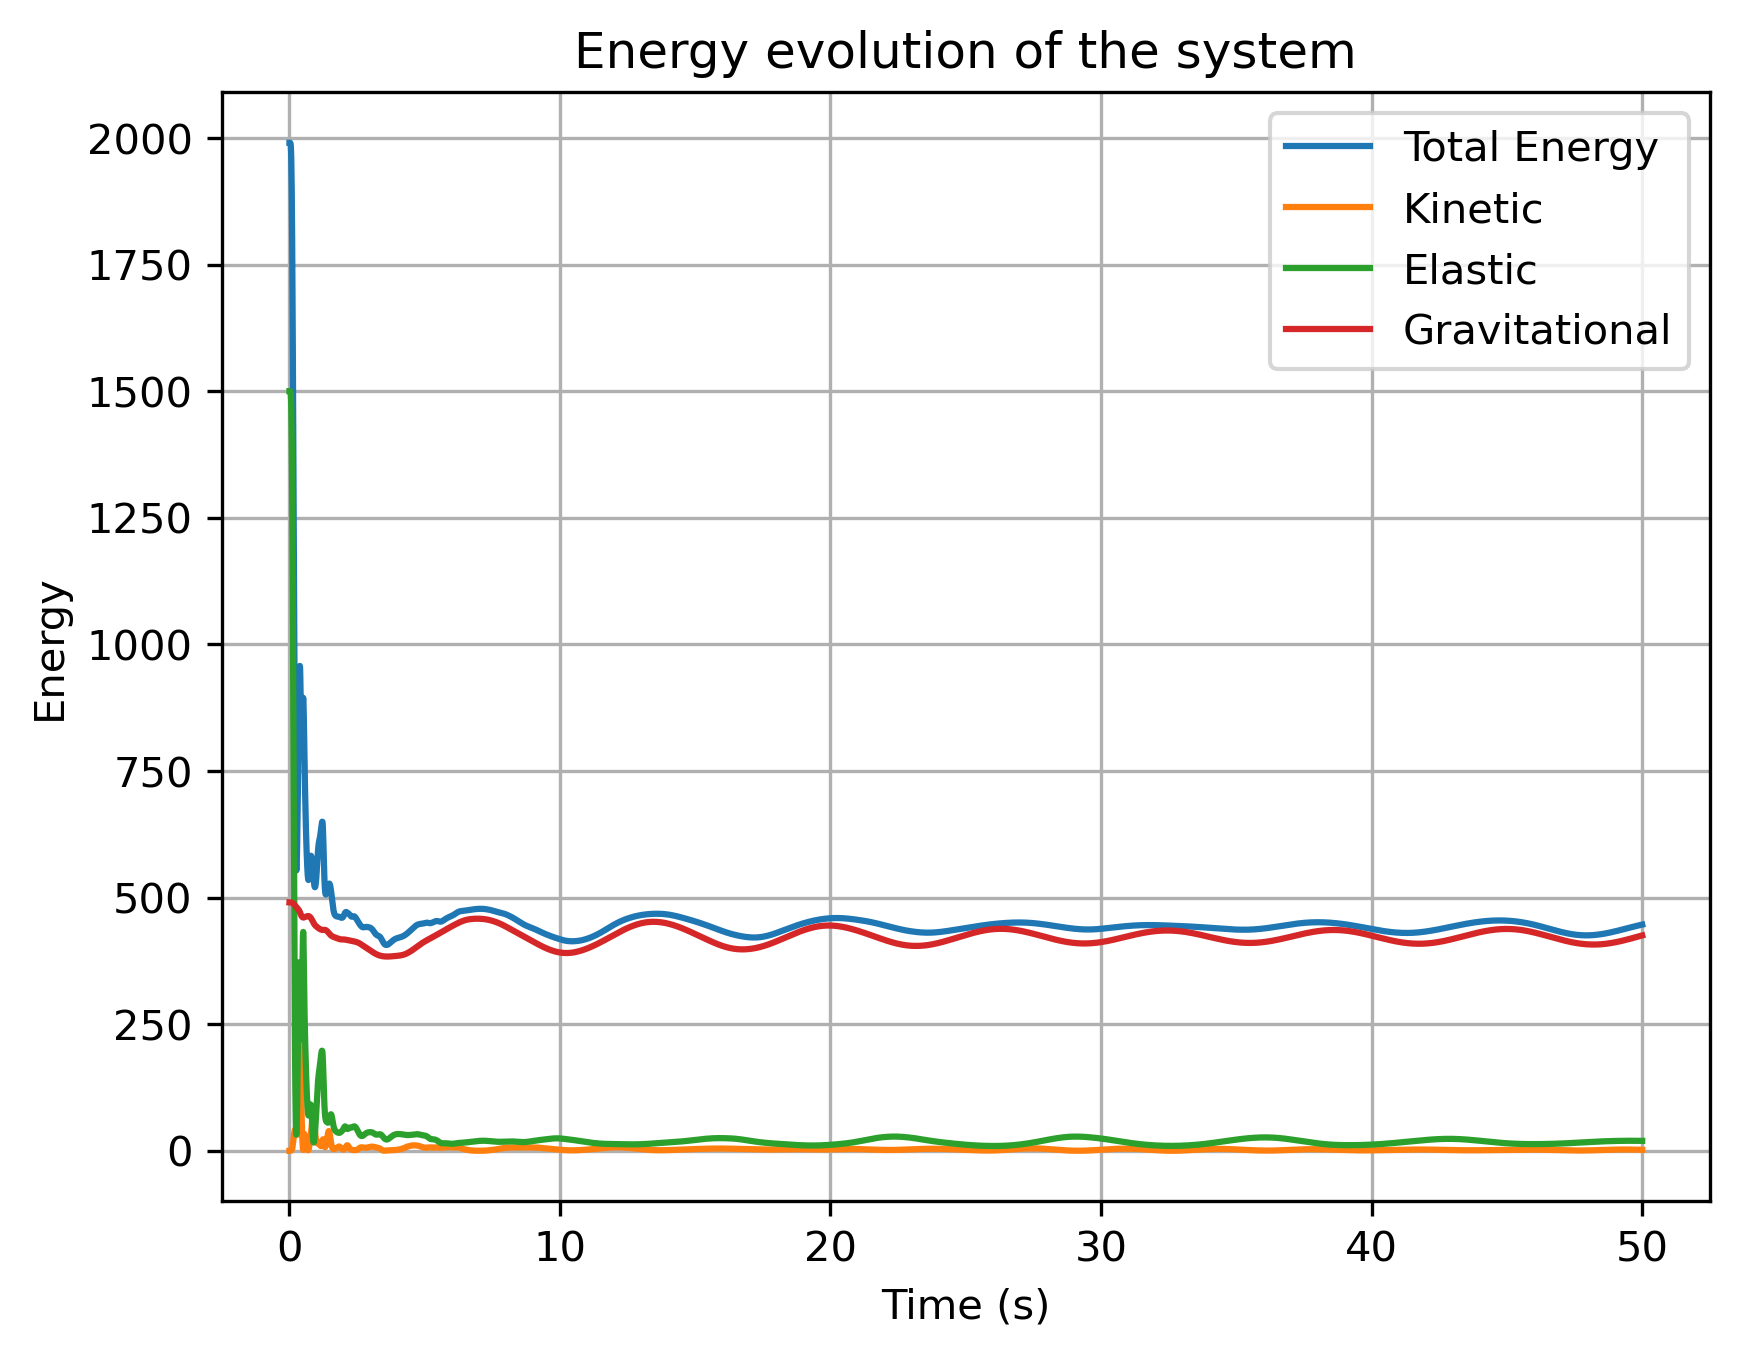 Energy evolution of the system
2000
1750
1500
1250
1000
750
500
250
0
Energy
Total Energy
Kinetic
Elastic
Gravitational
0 10 20 30 40 50
Time (s)